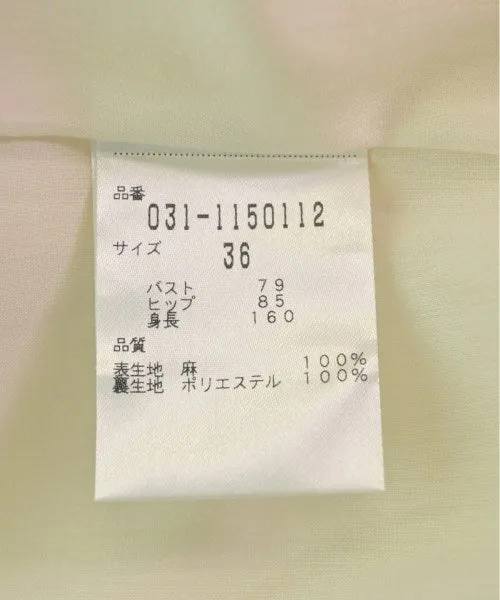 品番
031-1150112
サイズ 36
バスト 79
ヒップ 85
身長 160
品質
表生地 麻 100%
裏生地 ポリエステル 100%